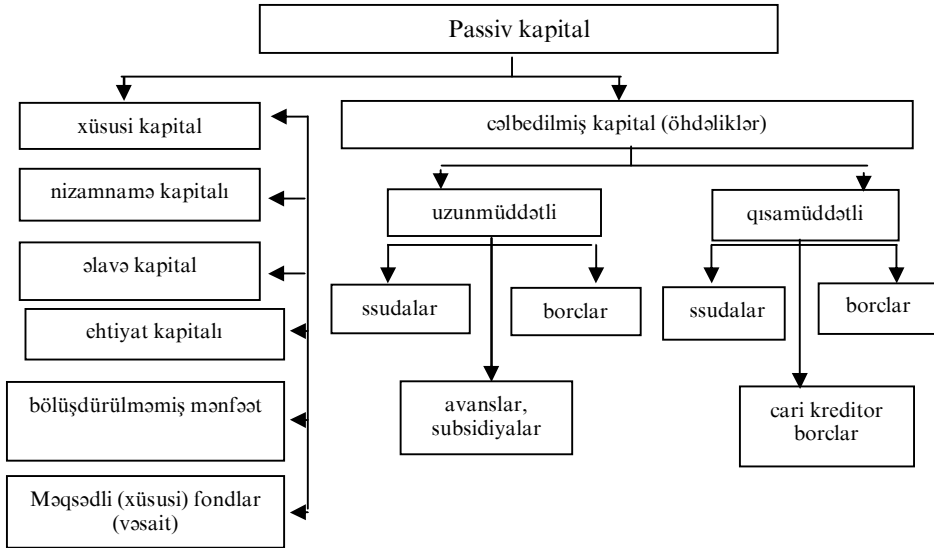 Passiv kapital
xüsusi kapital
nizamnamə kapitalı
əlavə kapital
ehtiyat kapitalı
bölüşdürülməmiş mənfəət
Məqsədli (xüsusi) fondlar
(vəsait)
cəlbedilmiş kapital (öhdəliklər)
uzunmüddətli
ssudalar
borclar
avanslar,
subsidiyalar
qısamüddətli
ssudalar
borclar
cari kreditor
borclar